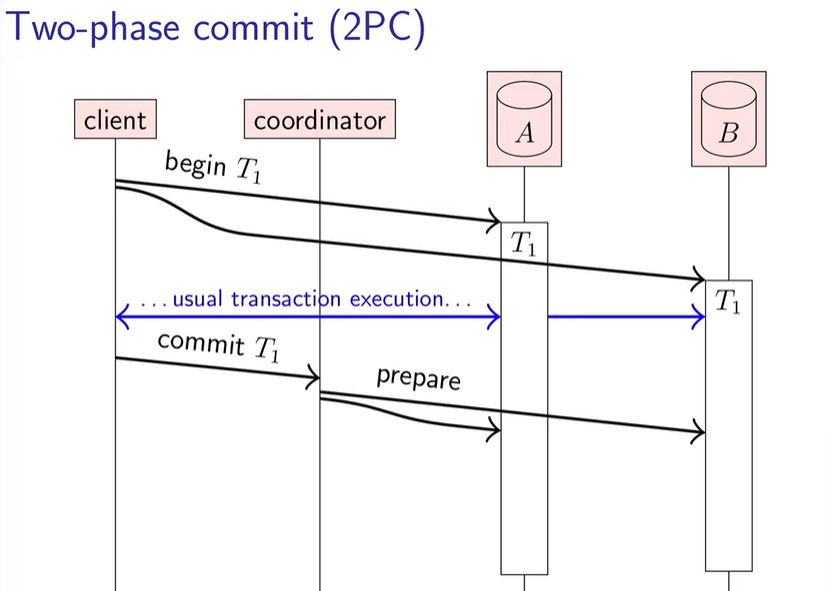 Two-phase commit (2PC)
client
coordinator
A
B
begin T₁
T₁
T₁
...usual transaction execution...
commit T₁
prepare